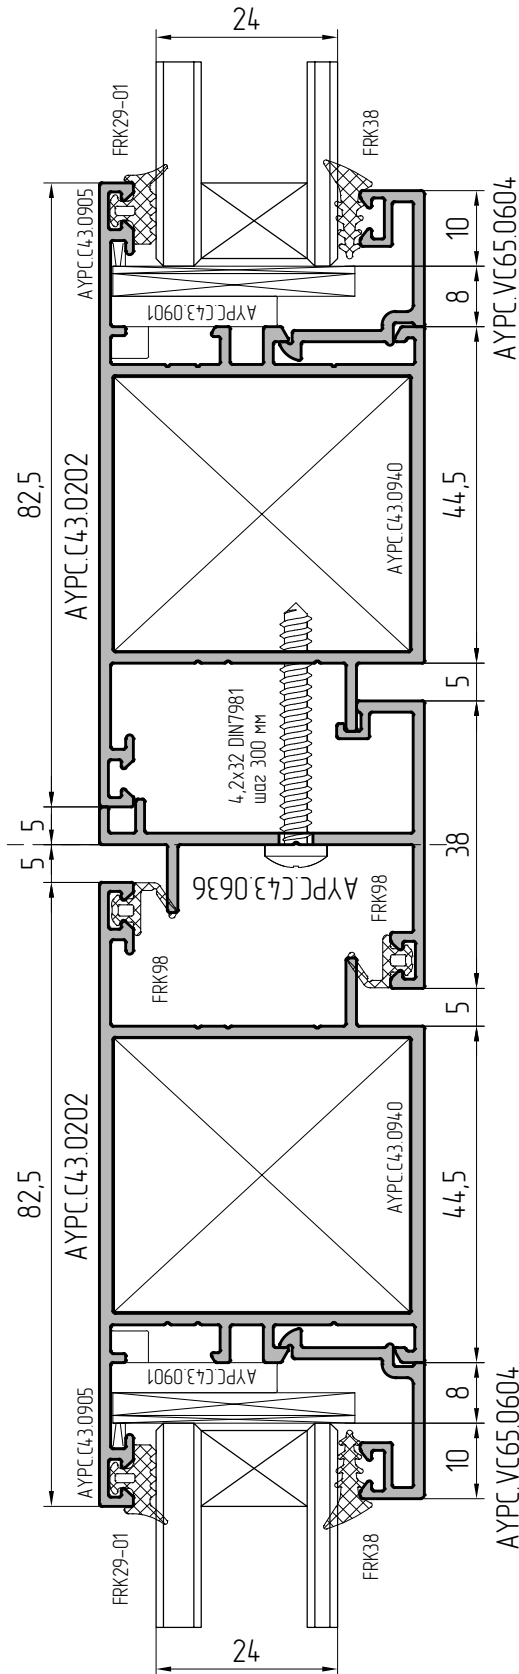 24
FRK29-01
FRK38
AYPC.C43.0905
10
AYPC.VC65.0604
8
AYPC.C43.0901
82,5
AYPC.C43.0202
AYPC.C43.0940
44,5
4,2x32 DIN7981
шаг 300 мм
5
5
5
38
AYPC.C43.0636
FRK98
FRK98
5
82,5
AYPC.C43.0202
AYPC.C43.0940
44,5
AYPC.C43.0901
8
AYPC.C43.0905
10
AYPC.VC65.0604
FRK29-01
FRK38
24